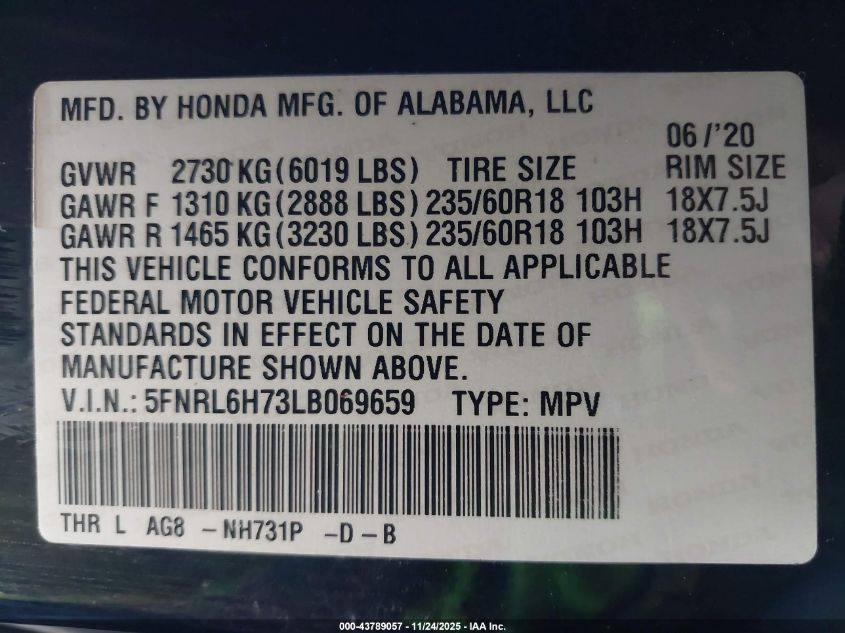 MFD. BY HONDA MFG. OF ALABAMA, LLC
06/'20
GVWR 2730 KG (6019 LBS) TIRE SIZE RIM SIZE
GAWR F 1310 KG (2888 LBS) 235/60R18 103H 18X7.5J
GAWR R 1465 KG (3230 LBS) 235/60R18 103H 18X7.5J
THIS VEHICLE CONFORMS TO ALL APPLICABLE
FEDERAL MOTOR VEHICLE SAFETY
STANDARDS IN EFFECT ON THE DATE OF
MANUFACTURE SHOWN ABOVE.
V.I.N.: 5FNRL6H73LB069659 TYPE: MPV
THR L AG8 -NH731P -D-B
000-43789057 - 11/24/2025 - IAA Inc.